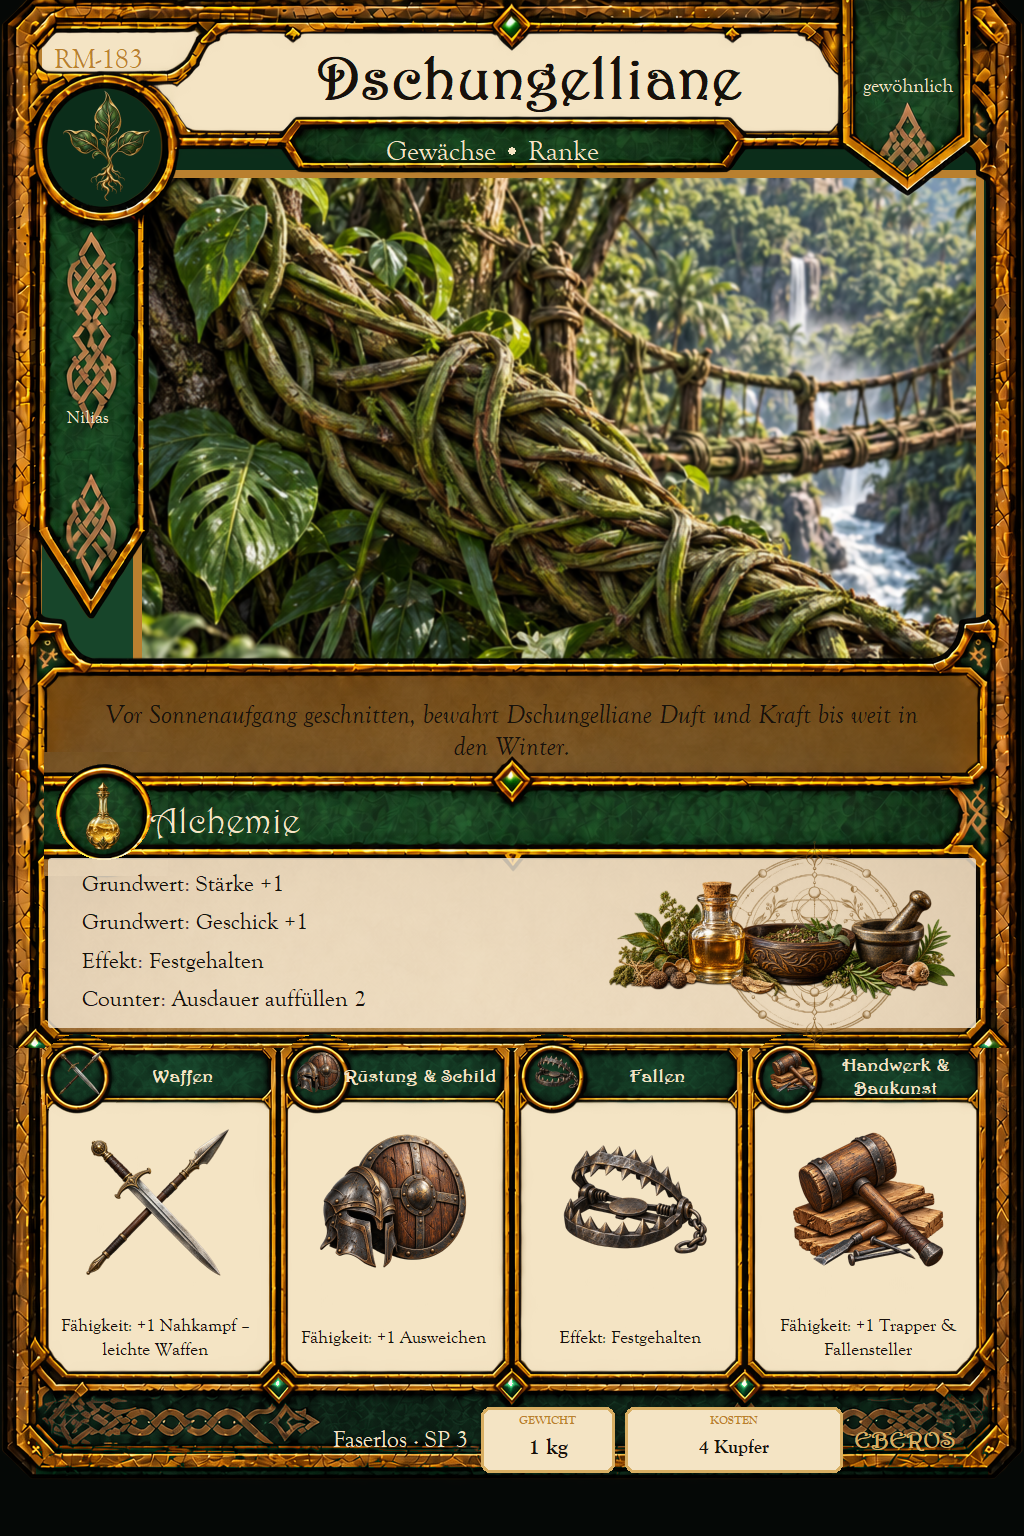 RM-183
Dschungelliane
gewöhnlich
Gewächse • Ranke
Nilias
Vor Sonnenaufgang geschnitten, bewahrt Dschungelliane Duft und Kraft bis weit in
den Winter.
Alchemie
Grundwert: Stärke +1
Grundwert: Geschick +1
Effekt: Festgehalten
Counter: Ausdauer auffüllen 2
Waffen
Rüstung & Schild
Fallen
Handwerk &
Baukunst
Fähigkeit: +1 Nahkampf –
leichte Waffen
Fähigkeit: +1 Ausweichen
Effekt: Festgehalten
Fähigkeit: +1 Trapper &
Fallensteller
Faserlos · SP 3
GEWICHT
1 kg
KOSTEN
4 Kupfer
EBEROS